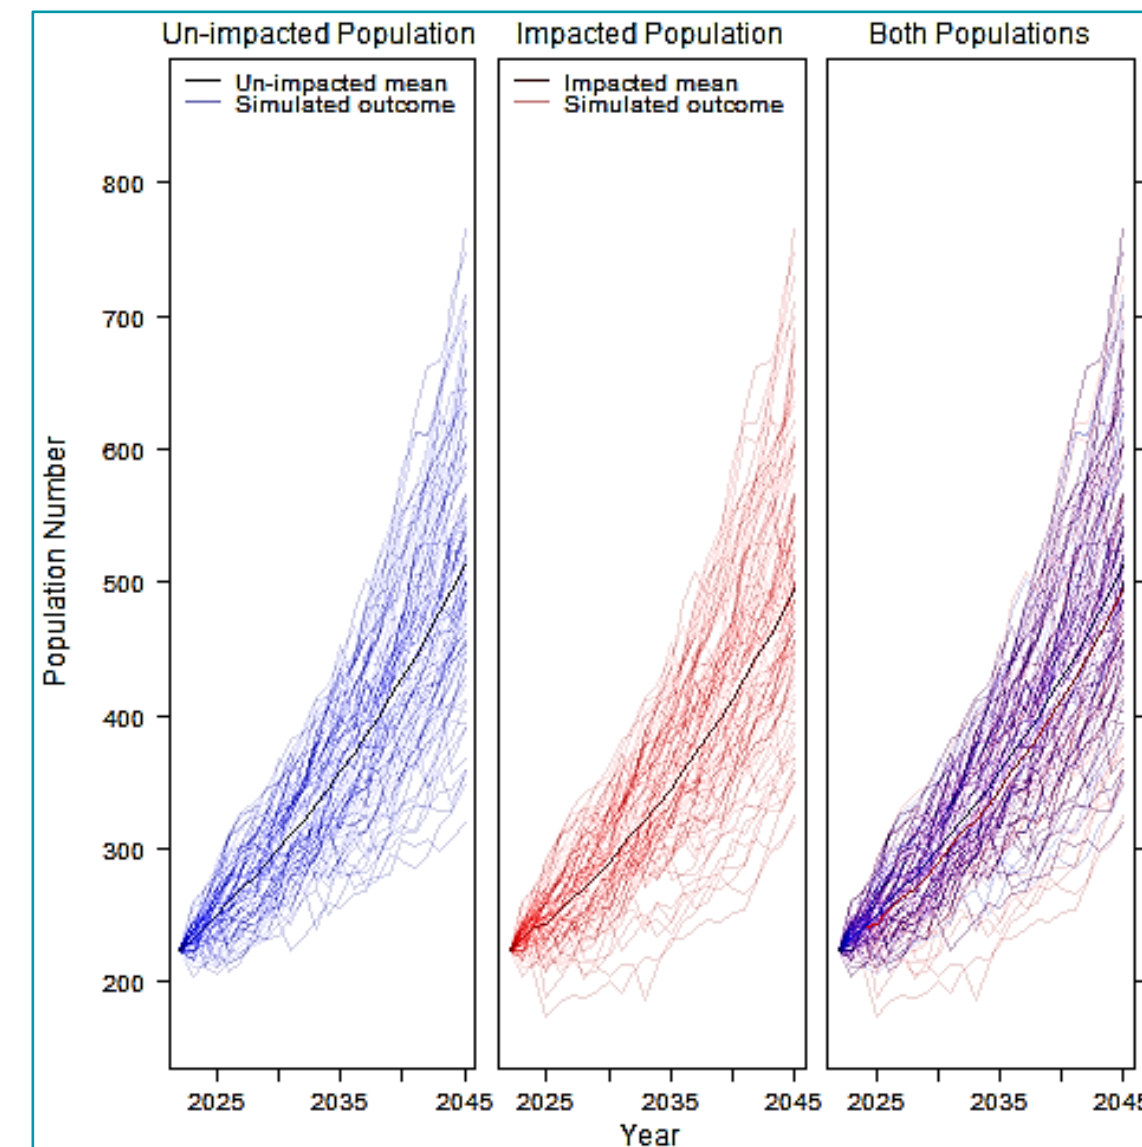 Un-impacted Population
Un-impacted mean
Simulated outcome
Impacted Population
Impacted mean
Simulated outcome
Both Populations
Population Number
800
700
600
500
400
300
200
2025
2035
2045
2025
2035
2045
2025
2035
2045
Year